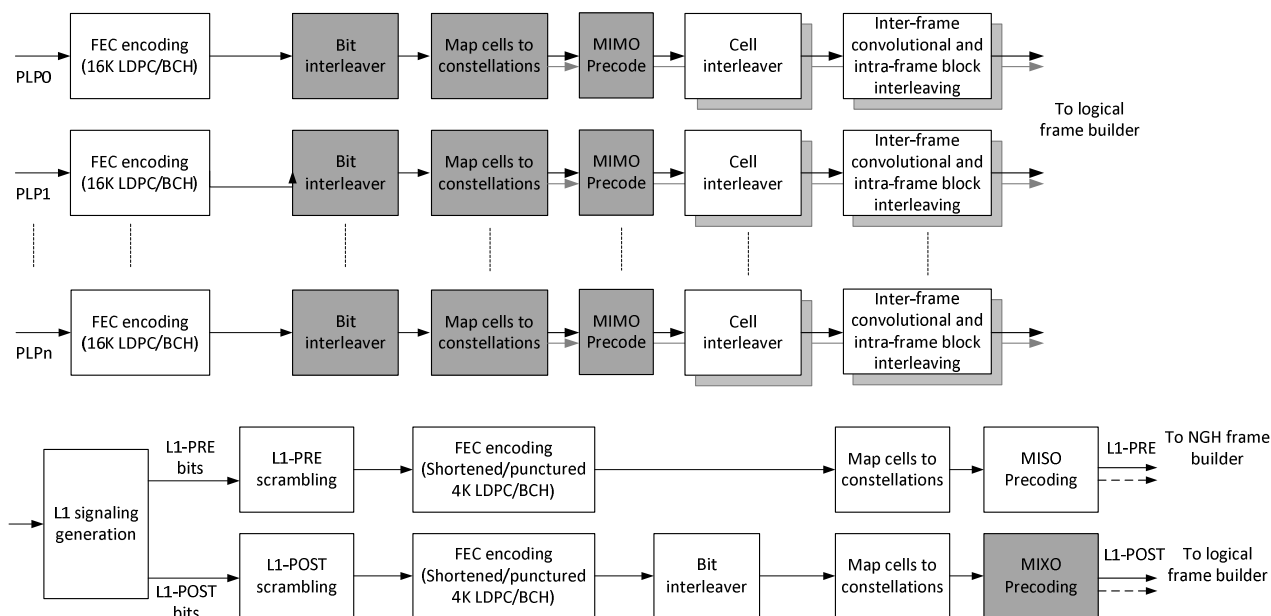 PLP0
FEC encoding
(16K LDPC/BCH)
Bit
interleaver
Map cells to
constellations
MIMO
Precode
Cell
interleaver
Inter-frame
convolutional and
intra-frame block
interleaving
To logical
frame builder
PLP1
FEC encoding
(16K LDPC/BCH)
Bit
interleaver
Map cells to
constellations
MIMO
Precode
Cell
interleaver
Inter-frame
convolutional and
intra-frame block
interleaving
PLPn
FEC encoding
(16K LDPC/BCH)
Bit
interleaver
Map cells to
constellations
MIMO
Precode
Cell
interleaver
Inter-frame
convolutional and
intra-frame block
interleaving
L1 signaling
generation
L1-PRE
bits
L1-PRE
scrambling
FEC encoding
(Shortened/punctured
4K LDPC/BCH)
Map cells to
constellations
MISO
Precoding
L1-PRE
To NGH frame
builder
L1-POST
bits
L1-POST
scrambling
FEC encoding
(Shortened/punctured
4K LDPC/BCH)
Bit
interleaver
Map cells to
constellations
MIXO
Precoding
L1-POST
To logical
frame builder